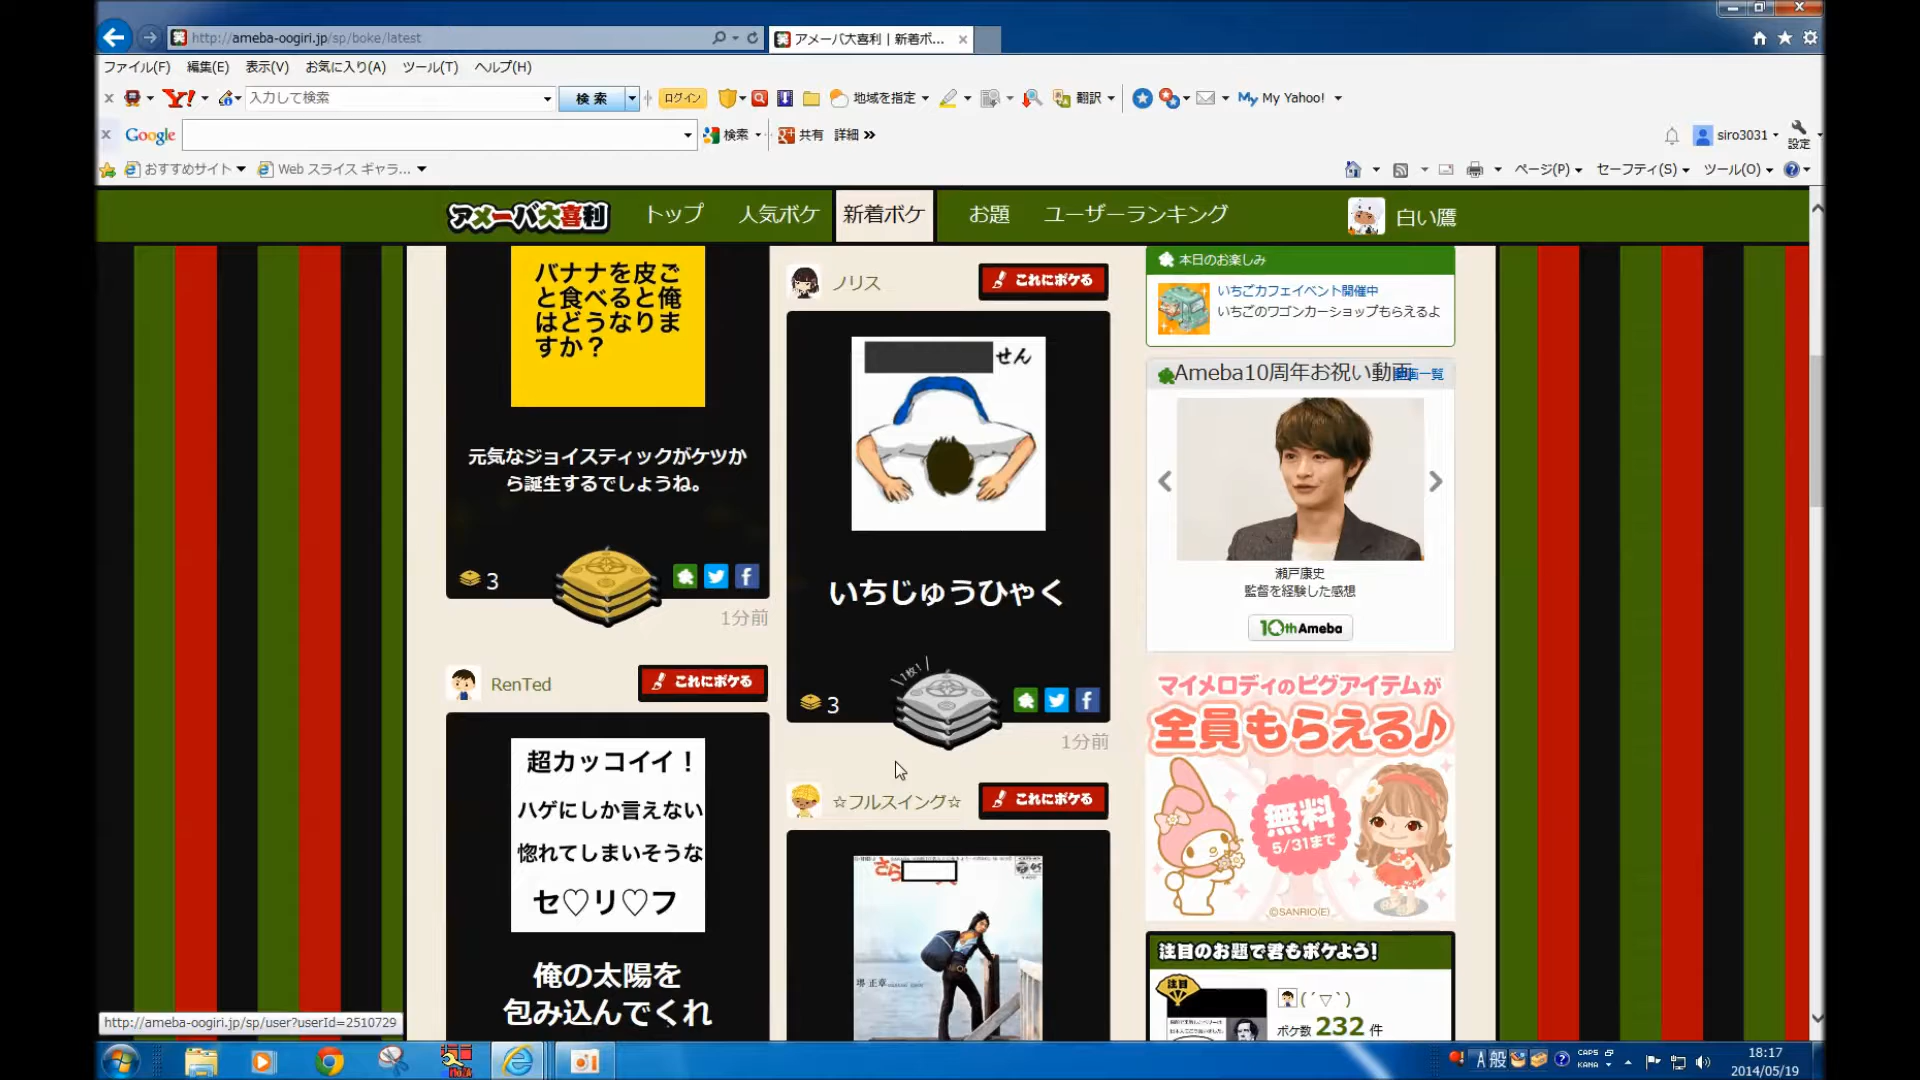 http://ameba-oogiri.jp/sp/boke/latest
アメーバ大喜利 | 新着ボ...
ファイル(F) 編集(E) 表示(V) お気に入り(A) ツール(T) ヘルプ(H)
Y! 入力して検索 検索 ログイン 地域を指定 翻訳 My My Yahoo!
Google 検索 共有 詳細 siro3031 設定
おすすめサイト Web スライス ギャラ... ページ(P) セーフティ(S) ツール(O)
アメーバ大喜利 トップ 人気ボケ 新着ボケ お題 ユーザーランキング 白い鷹
バナナを皮ご
と食べると俺
はどうなりま
すか？
元気なジョイスティックがケツか
ら誕生するでしょうね。
3
1分前
RenTed これにボケる
超カッコイイ！
ハゲにしか言えない
惚れてしまいそうな
セ♡リ♡フ
俺の太陽を
包み込んでくれ
ノリス これにボケる
せん
いちじゅうひゃく
1枚！
3
1分前
☆フルスイング☆ これにボケる
さら
堺 正章
本日のお楽しみ
いちごカフェイベント開催中
いちごのワゴンカーショップもらえるよ
Ameba10周年お祝い動画 動画一覧
瀬戸康史
監督を経験した感想
10th Ameba
マイメロディのピグアイテムが
全員もらえる♪
無料
5/31まで
©SANRIO(E)
注目のお題で君もボケよう!
注目
(´▽`)
ボケ数 232 件
http://ameba-oogiri.jp/sp/user?userId=2510729
A 般 CAPS KANA
18:17
2014/05/19